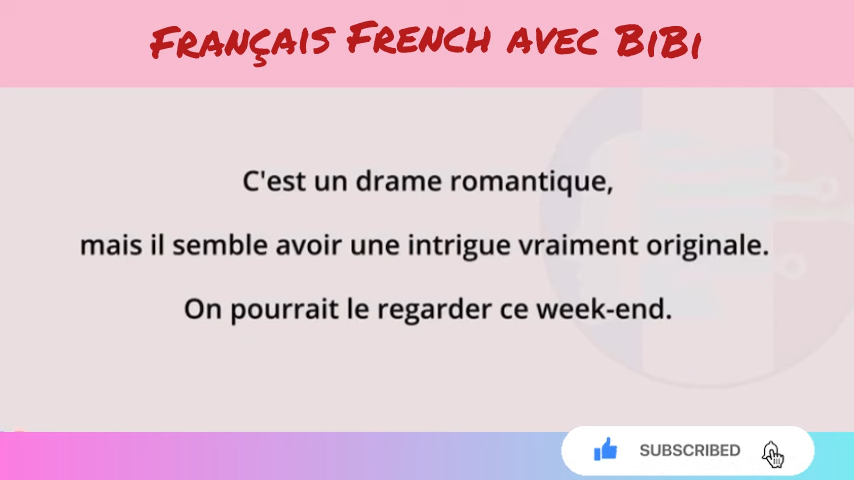 Français French avec BiBi
C'est un drame romantique,
mais il semble avoir une intrigue vraiment originale.
On pourrait le regarder ce week-end.
SUBSCRIBED